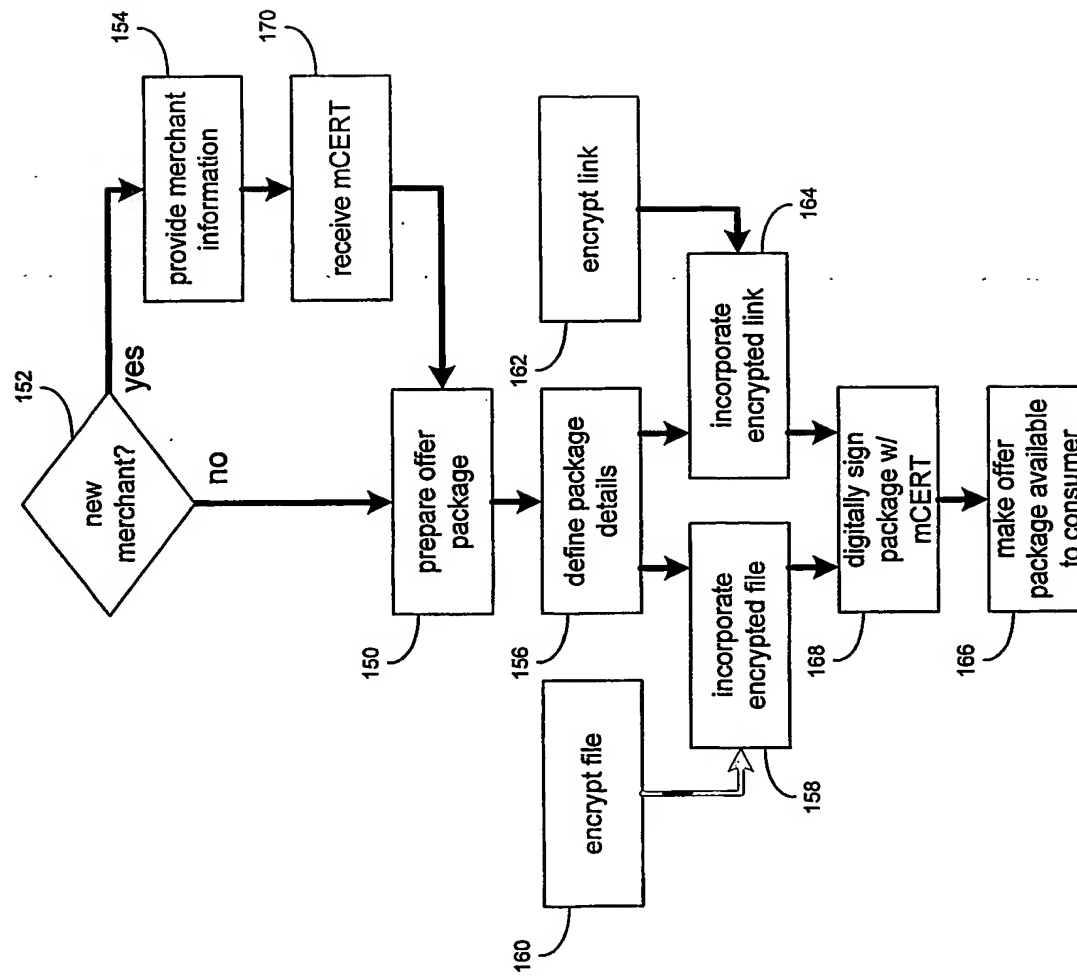 152
new
merchant?
yes
no
154
provide merchant
information
170
receive mCERT
150
prepare offer
package
156
define package
details
160
encrypt file
162
encrypt link
158
incorporate
encrypted file
164
incorporate
encrypted link
168
digitally sign
package w/
mCERT
166
make offer
package available
to consumer